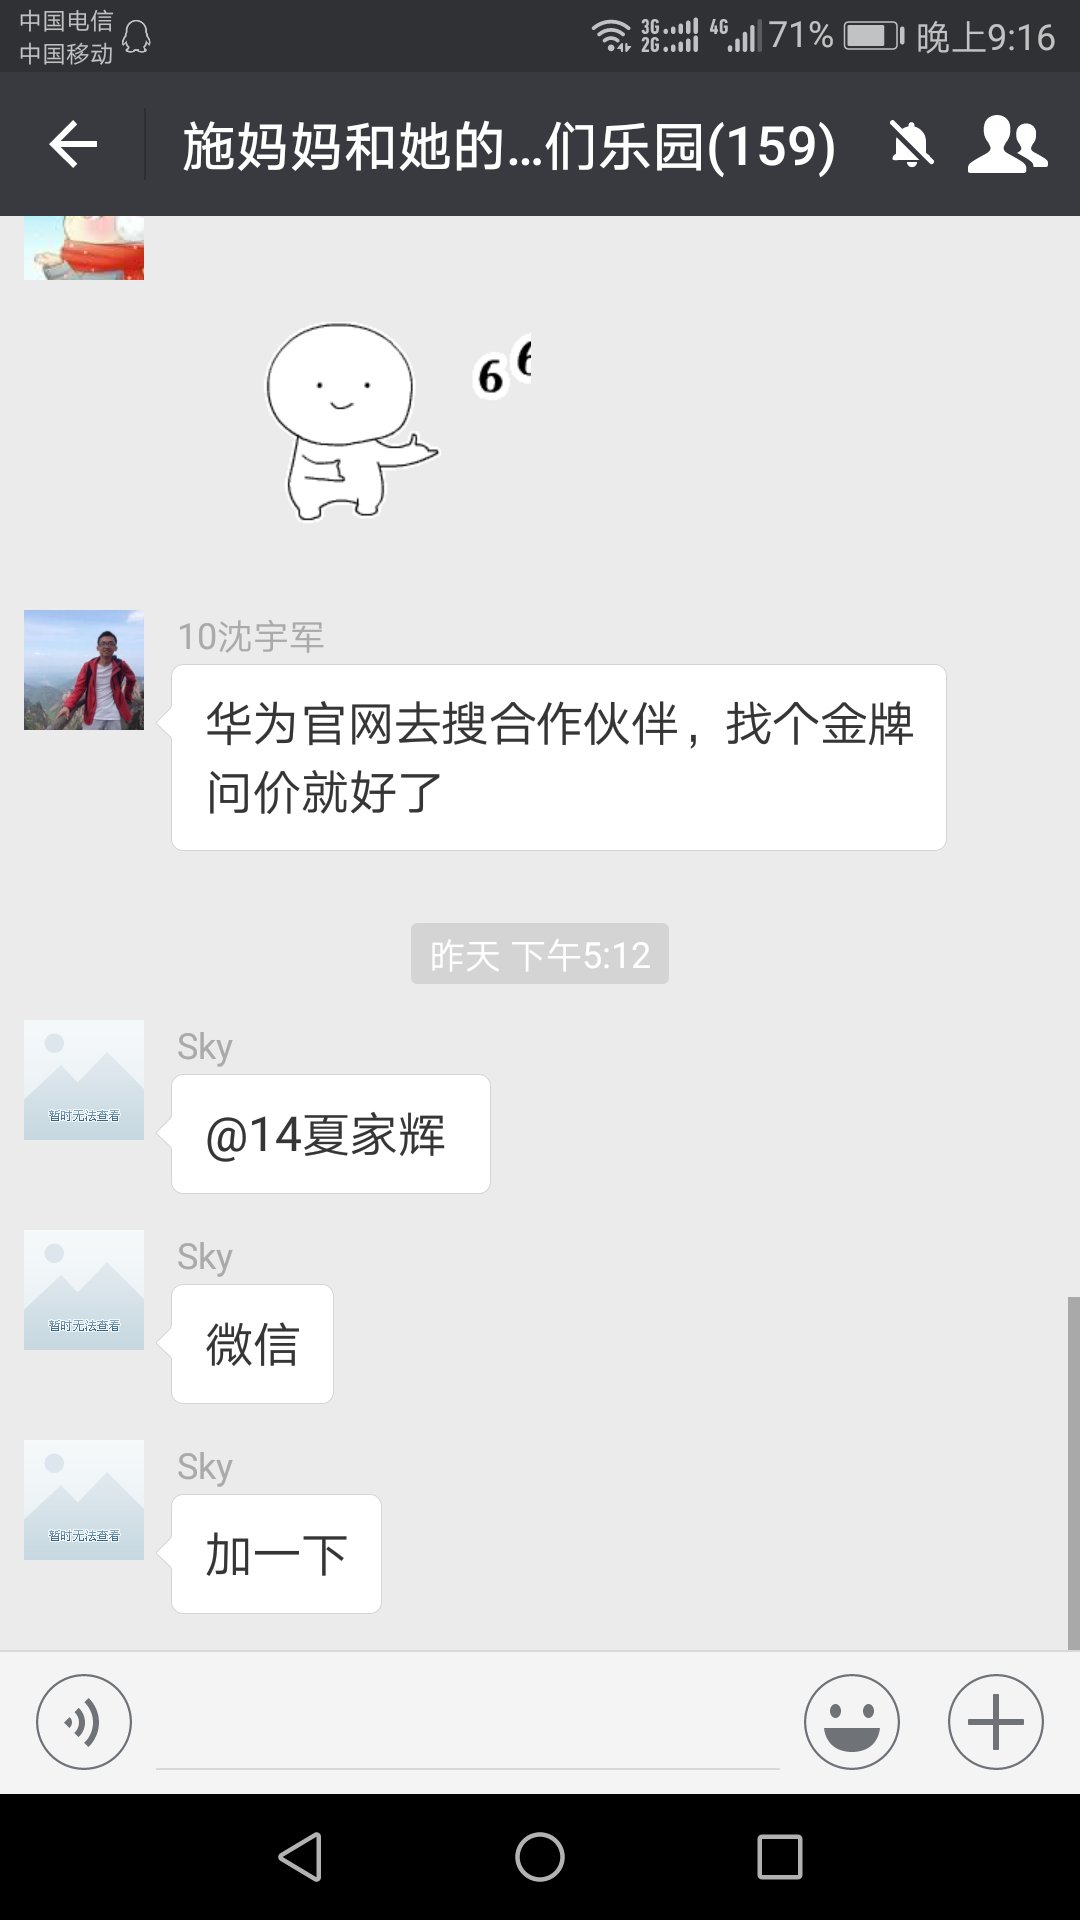 中国电信
中国移动
3G
2G
4G
71%
晚上9:16
施妈妈和她的...们乐园(159)
6
10沈宇军
华为官网去搜合作伙伴，找个金牌
问价就好了
昨天 下午5:12
Sky
暂时无法查看
@14夏家辉
Sky
暂时无法查看
微信
Sky
暂时无法查看
加一下